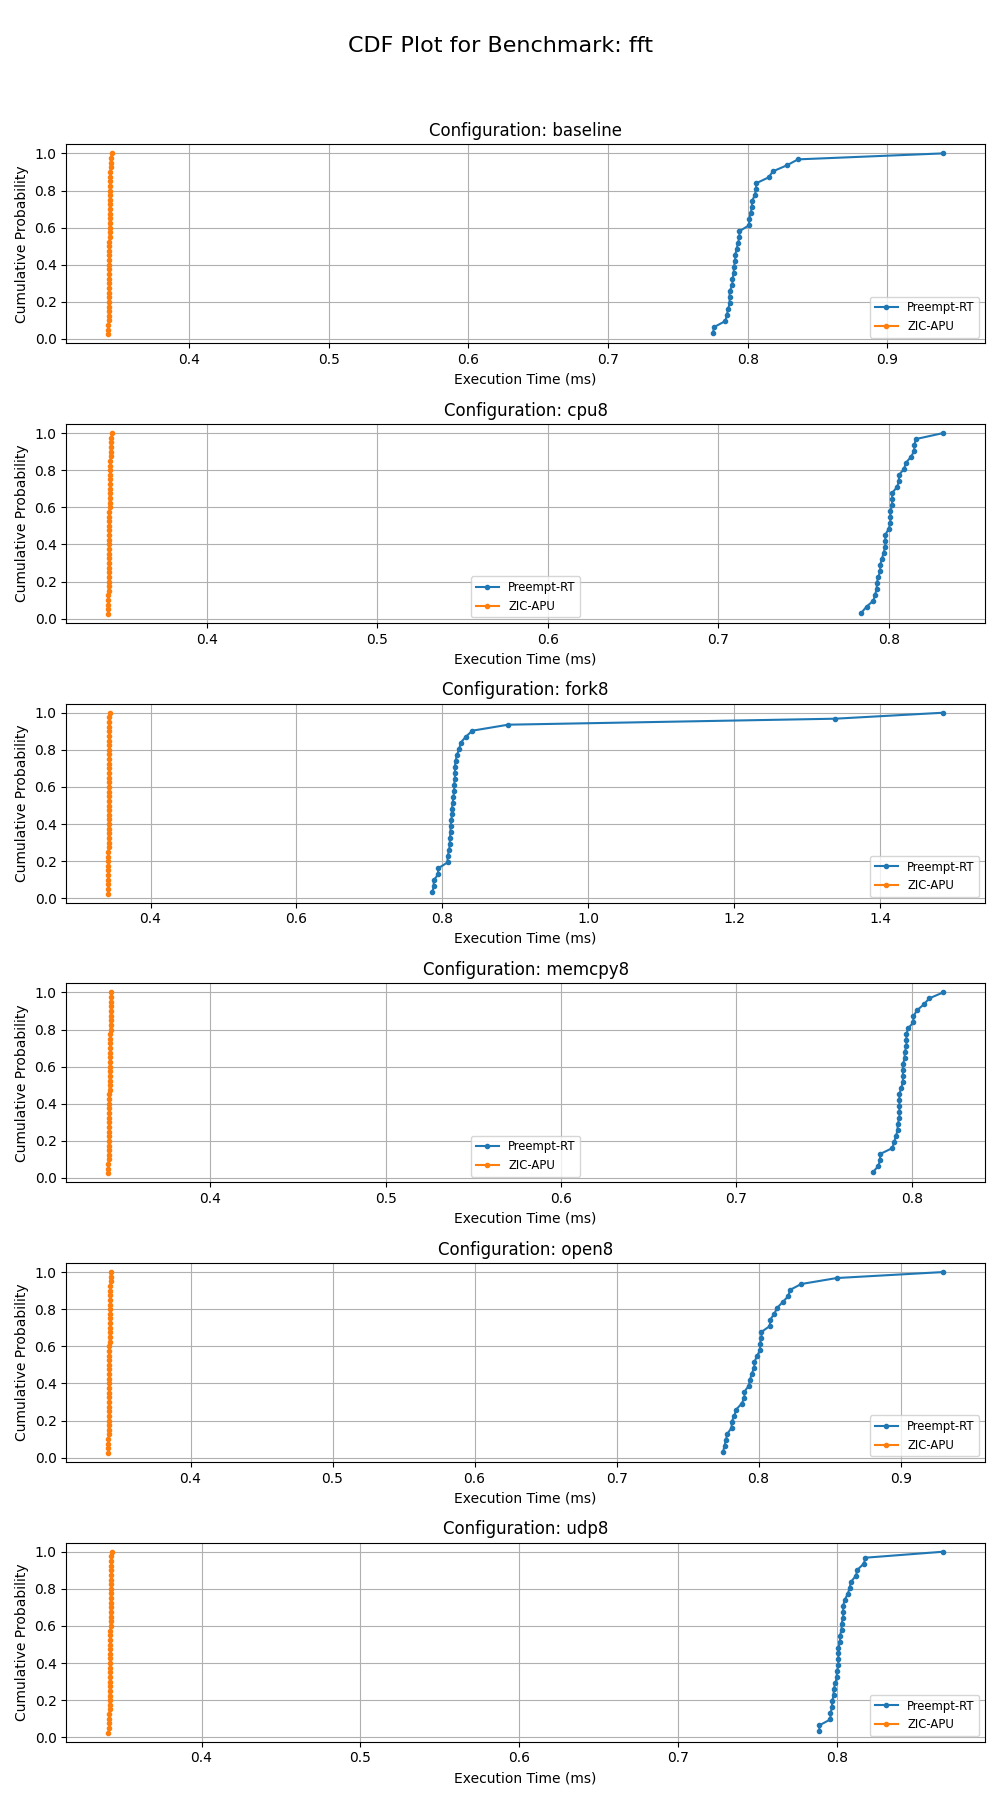 CDF Plot for Benchmark: fft
Configuration: baseline
Cumulative Probability
1.0
0.8
0.6
0.4
0.2
0.0
Preempt-RT
ZIC-APU
0.4 0.5 0.6 0.7 0.8 0.9
Execution Time (ms)
Configuration: cpu8
Cumulative Probability
1.0
0.8
0.6
0.4
0.2
0.0
Preempt-RT
ZIC-APU
0.4 0.5 0.6 0.7 0.8
Execution Time (ms)
Configuration: fork8
Cumulative Probability
1.0
0.8
0.6
0.4
0.2
0.0
Preempt-RT
ZIC-APU
0.4 0.6 0.8 1.0 1.2 1.4
Execution Time (ms)
Configuration: memcpy8
Cumulative Probability
1.0
0.8
0.6
0.4
0.2
0.0
Preempt-RT
ZIC-APU
0.4 0.5 0.6 0.7 0.8
Execution Time (ms)
Configuration: open8
Cumulative Probability
1.0
0.8
0.6
0.4
0.2
0.0
Preempt-RT
ZIC-APU
0.4 0.5 0.6 0.7 0.8 0.9
Execution Time (ms)
Configuration: udp8
Cumulative Probability
1.0
0.8
0.6
0.4
0.2
0.0
Preempt-RT
ZIC-APU
0.4 0.5 0.6 0.7 0.8
Execution Time (ms)